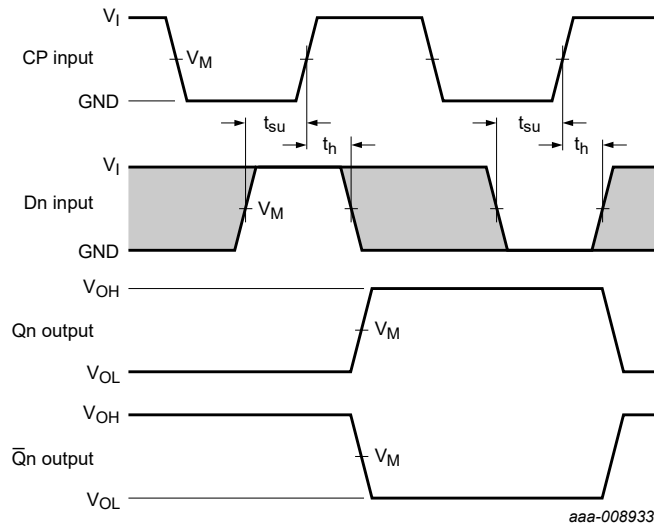 V_I
CP input
V_M
GND
t_su t_su
t_h t_h
V_I
Dn input
V_M
GND
V_OH
Qn output
V_M
V_OL
V_OH
Q̅n output
V_M
V_OL
aaa-008933